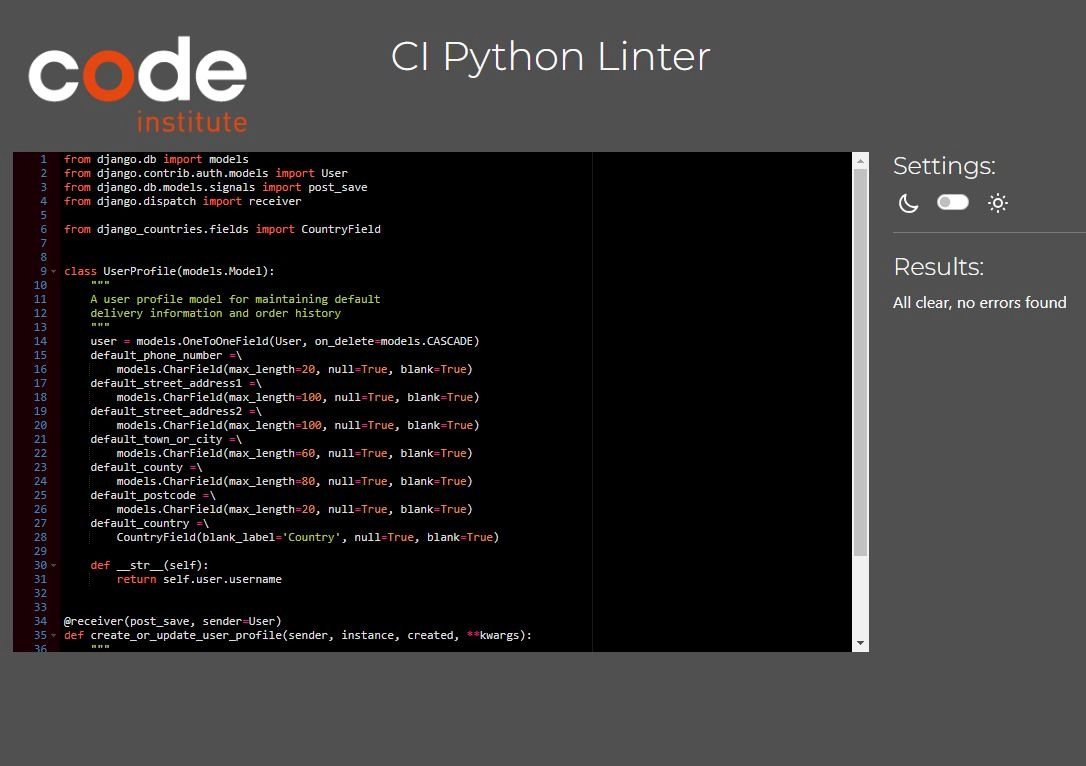 code
institute
CI Python Linter
1 from django.db import models
2 from django.contrib.auth.models import User
3 from django.db.models.signals import post_save
4 from django.dispatch import receiver
5
6 from django_countries.fields import CountryField
7
8
9 class UserProfile(models.Model):
10     """
11     A user profile model for maintaining default
12     delivery information and order history
13     """
14     user = models.OneToOneField(User, on_delete=models.CASCADE)
15     default_phone_number =\
16         models.CharField(max_length=20, null=True, blank=True)
17     default_street_address1 =\
18         models.CharField(max_length=100, null=True, blank=True)
19     default_street_address2 =\
20         models.CharField(max_length=100, null=True, blank=True)
21     default_town_or_city =\
22         models.CharField(max_length=60, null=True, blank=True)
23     default_county =\
24         models.CharField(max_length=80, null=True, blank=True)
25     default_postcode =\
26         models.CharField(max_length=20, null=True, blank=True)
27     default_country =\
28         CountryField(blank_label='Country', null=True, blank=True)
29
30     def __str__(self):
31         return self.user.username
32
33
34 @receiver(post_save, sender=User)
35 def create_or_update_user_profile(sender, instance, created, **kwargs):
36     """
Settings:
Results:
All clear, no errors found